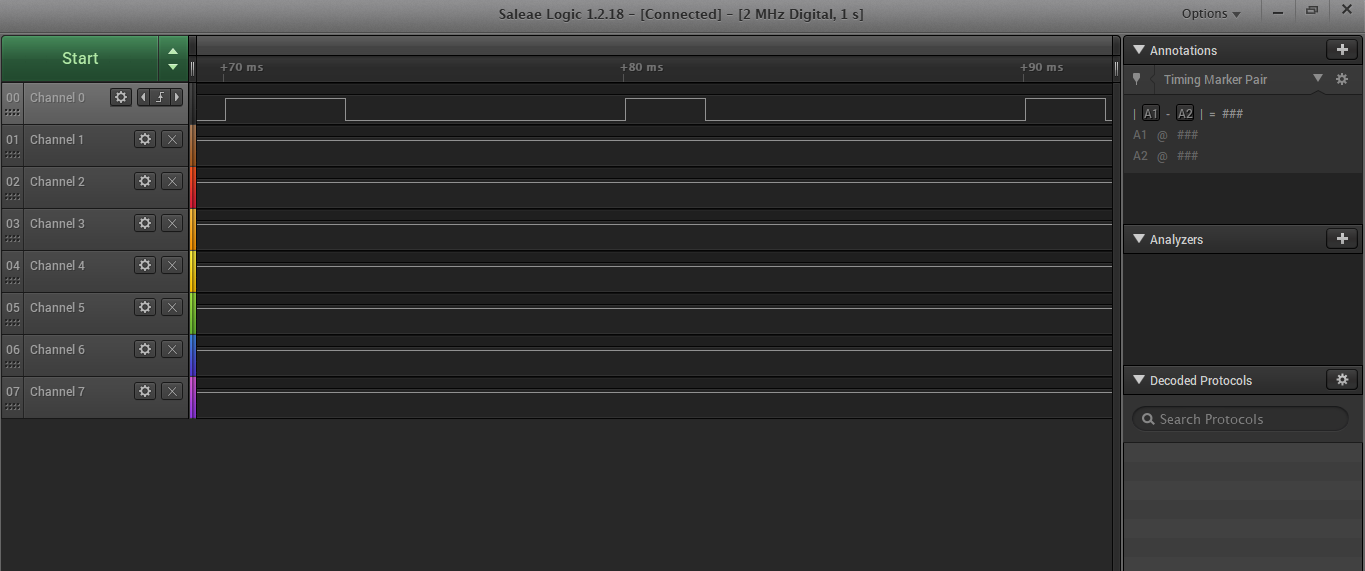 Saleae Logic 1.2.18 - [Connected] - [2 MHz Digital, 1 s]
Options
Start
+70 ms +80 ms +90 ms
00 Channel 0
01 Channel 1
02 Channel 2
03 Channel 3
04 Channel 4
05 Channel 5
06 Channel 6
07 Channel 7
Annotations
Timing Marker Pair
| A1 - A2 | = ###
A1 @ ###
A2 @ ###
Analyzers
Decoded Protocols
Search Protocols